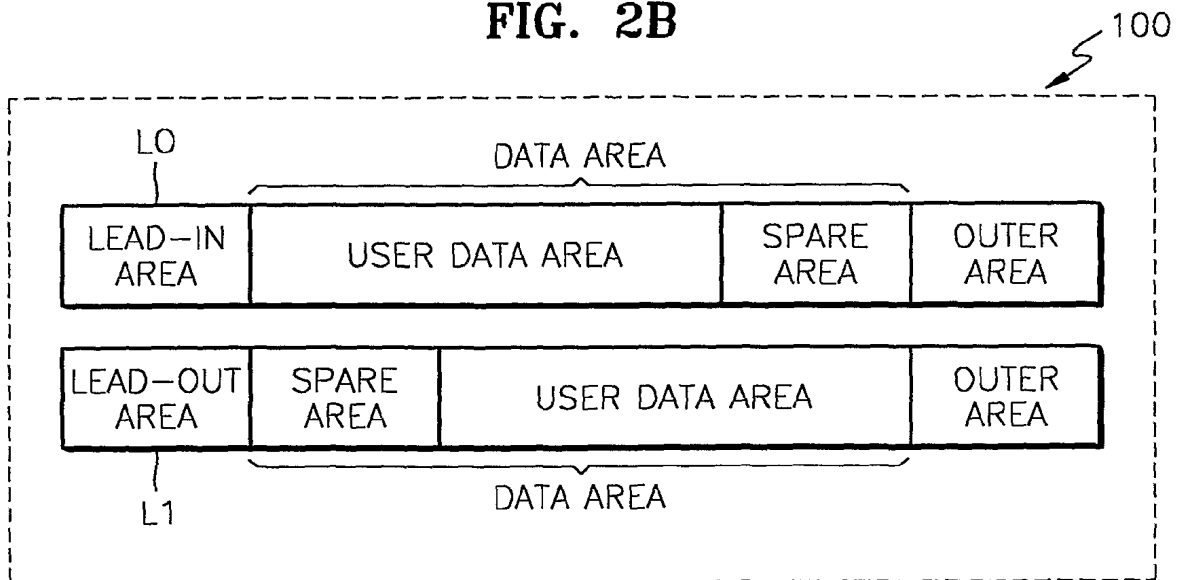 FIG. 2B
100
L0
DATA AREA
LEAD-IN
AREA
USER DATA AREA
SPARE
AREA
OUTER
AREA
LEAD-OUT
AREA
SPARE
AREA
USER DATA AREA
OUTER
AREA
L1
DATA AREA